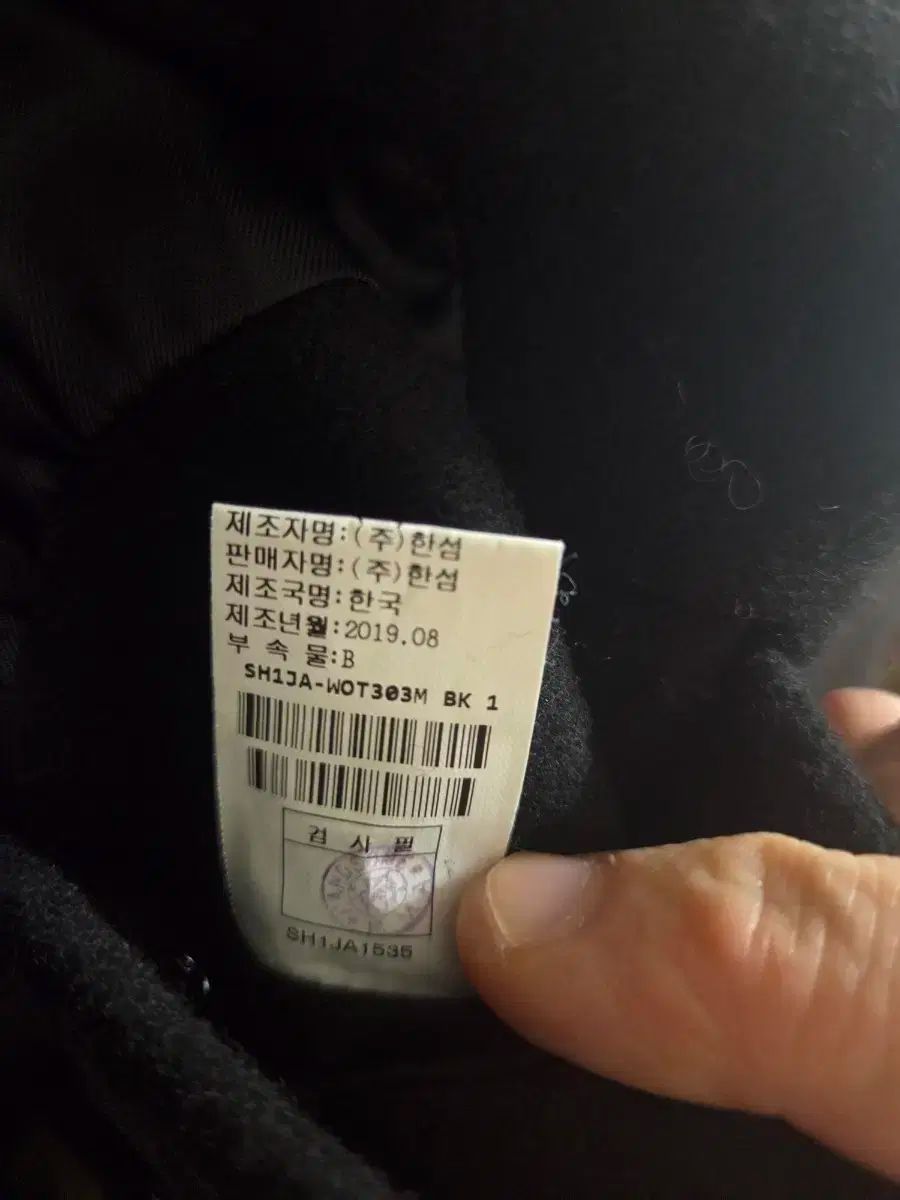 제조자명:(주)한섬
판매자명:(주)한섬
제조국명:한국
제조년월:2019.08
부 속 물:B
SH1JA-WOT303M BK 1
검 사 필
SH1JA1535